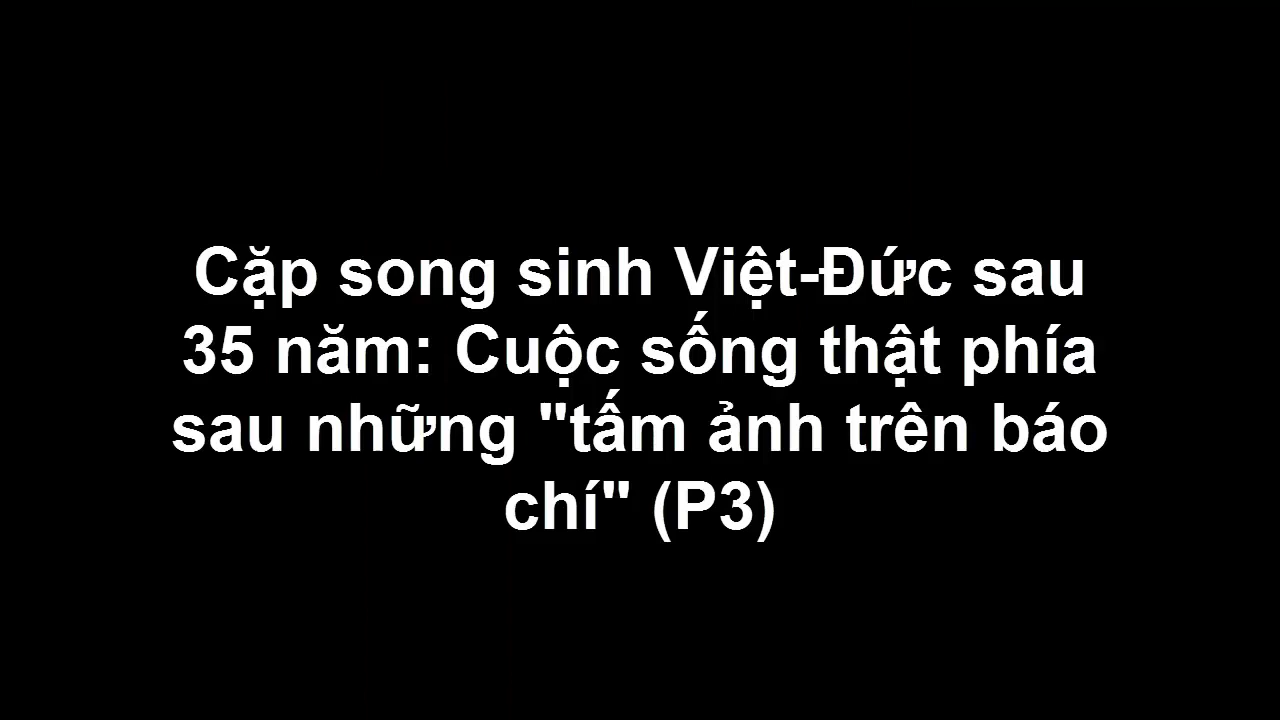 Cặp song sinh Việt-Đức sau
35 năm: Cuộc sống thật phía
sau những "tấm ảnh trên báo
chí" (P3)